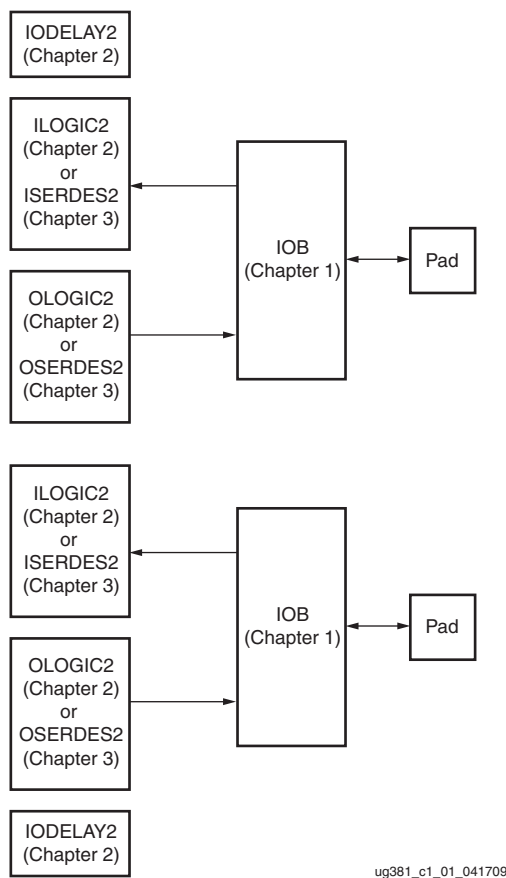 IODELAY2
(Chapter 2)
ILOGIC2
(Chapter 2)
or
ISERDES2
(Chapter 3)
IOB
(Chapter 1)
Pad
OLOGIC2
(Chapter 2)
or
OSERDES2
(Chapter 3)
ILOGIC2
(Chapter 2)
or
ISERDES2
(Chapter 3)
IOB
(Chapter 1)
Pad
OLOGIC2
(Chapter 2)
or
OSERDES2
(Chapter 3)
IODELAY2
(Chapter 2)
ug381_c1_01_041709